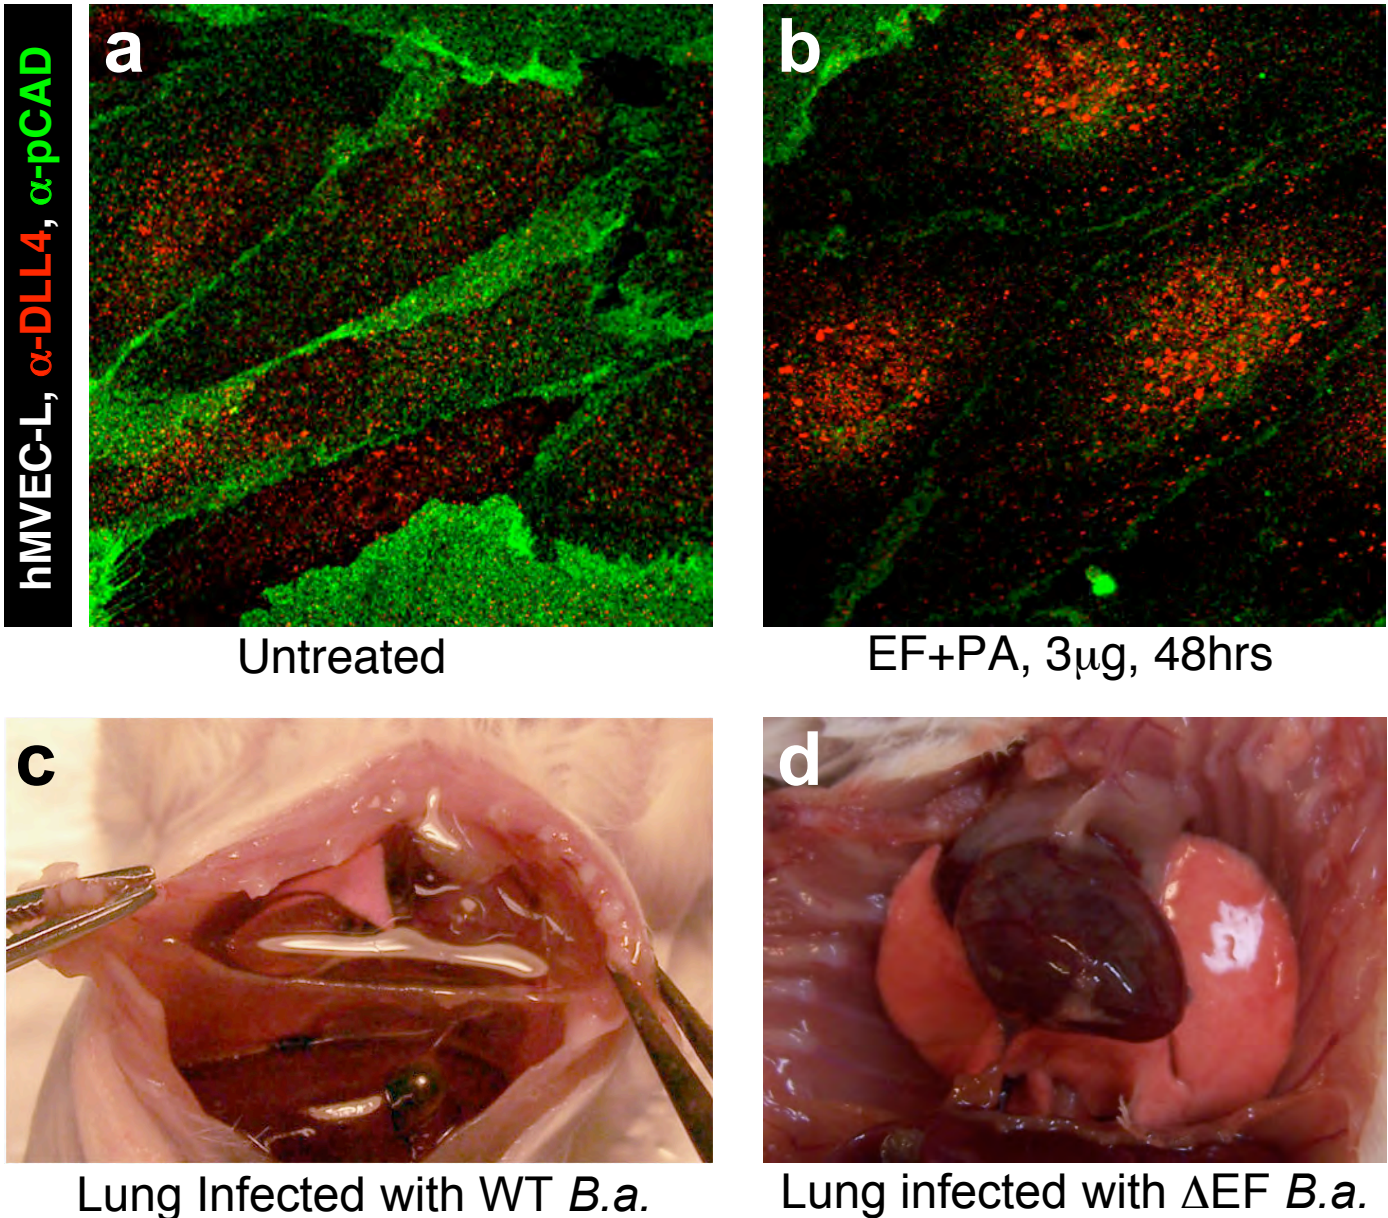 hMVEC-L, α-DLL4, α-pCAD
a
b
Untreated
EF+PA, 3µg, 48hrs
c
d
Lung Infected with WT B.a.
Lung infected with ΔEF B.a.